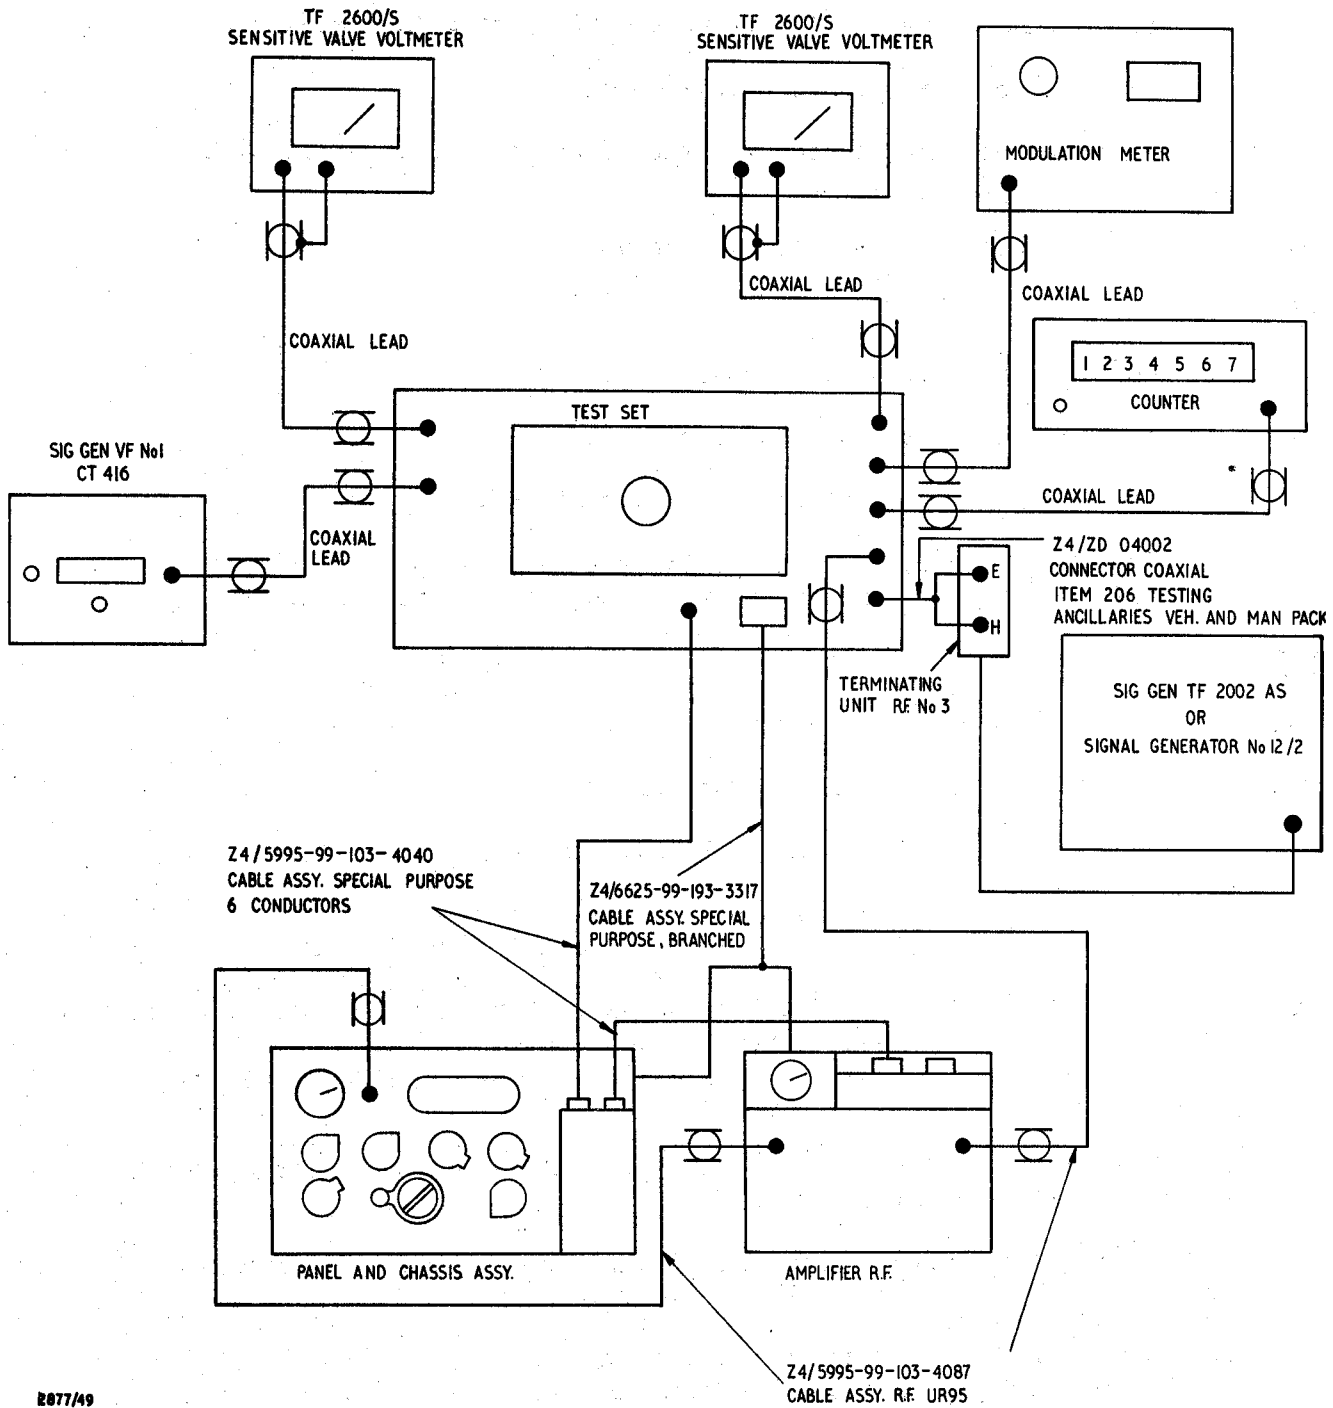 TF 2600/S
SENSITIVE VALVE VOLTMETER
TF 2600/S
SENSITIVE VALVE VOLTMETER
MODULATION METER
COAXIAL LEAD
COAXIAL LEAD
COAXIAL LEAD
1 2 3 4 5 6 7
COUNTER
TEST SET
SIG GEN VF No1
CT 416
COAXIAL
LEAD
COAXIAL LEAD
Z4/ZD 04002
CONNECTOR COAXIAL
ITEM 206 TESTING
ANCILLARIES VEH. AND MAN PACK
E
H
TERMINATING
UNIT R.F. No 3
SIG GEN TF 2002 AS
OR
SIGNAL GENERATOR No 12/2
Z4/5995-99-103-4040
CABLE ASSY. SPECIAL PURPOSE
6 CONDUCTORS
Z4/6625-99-193-3317
CABLE ASSY. SPECIAL
PURPOSE, BRANCHED
PANEL AND CHASSIS ASSY.
AMPLIFIER R.F.
Z4/5995-99-103-4087
CABLE ASSY. R.F. UR95
2877/49